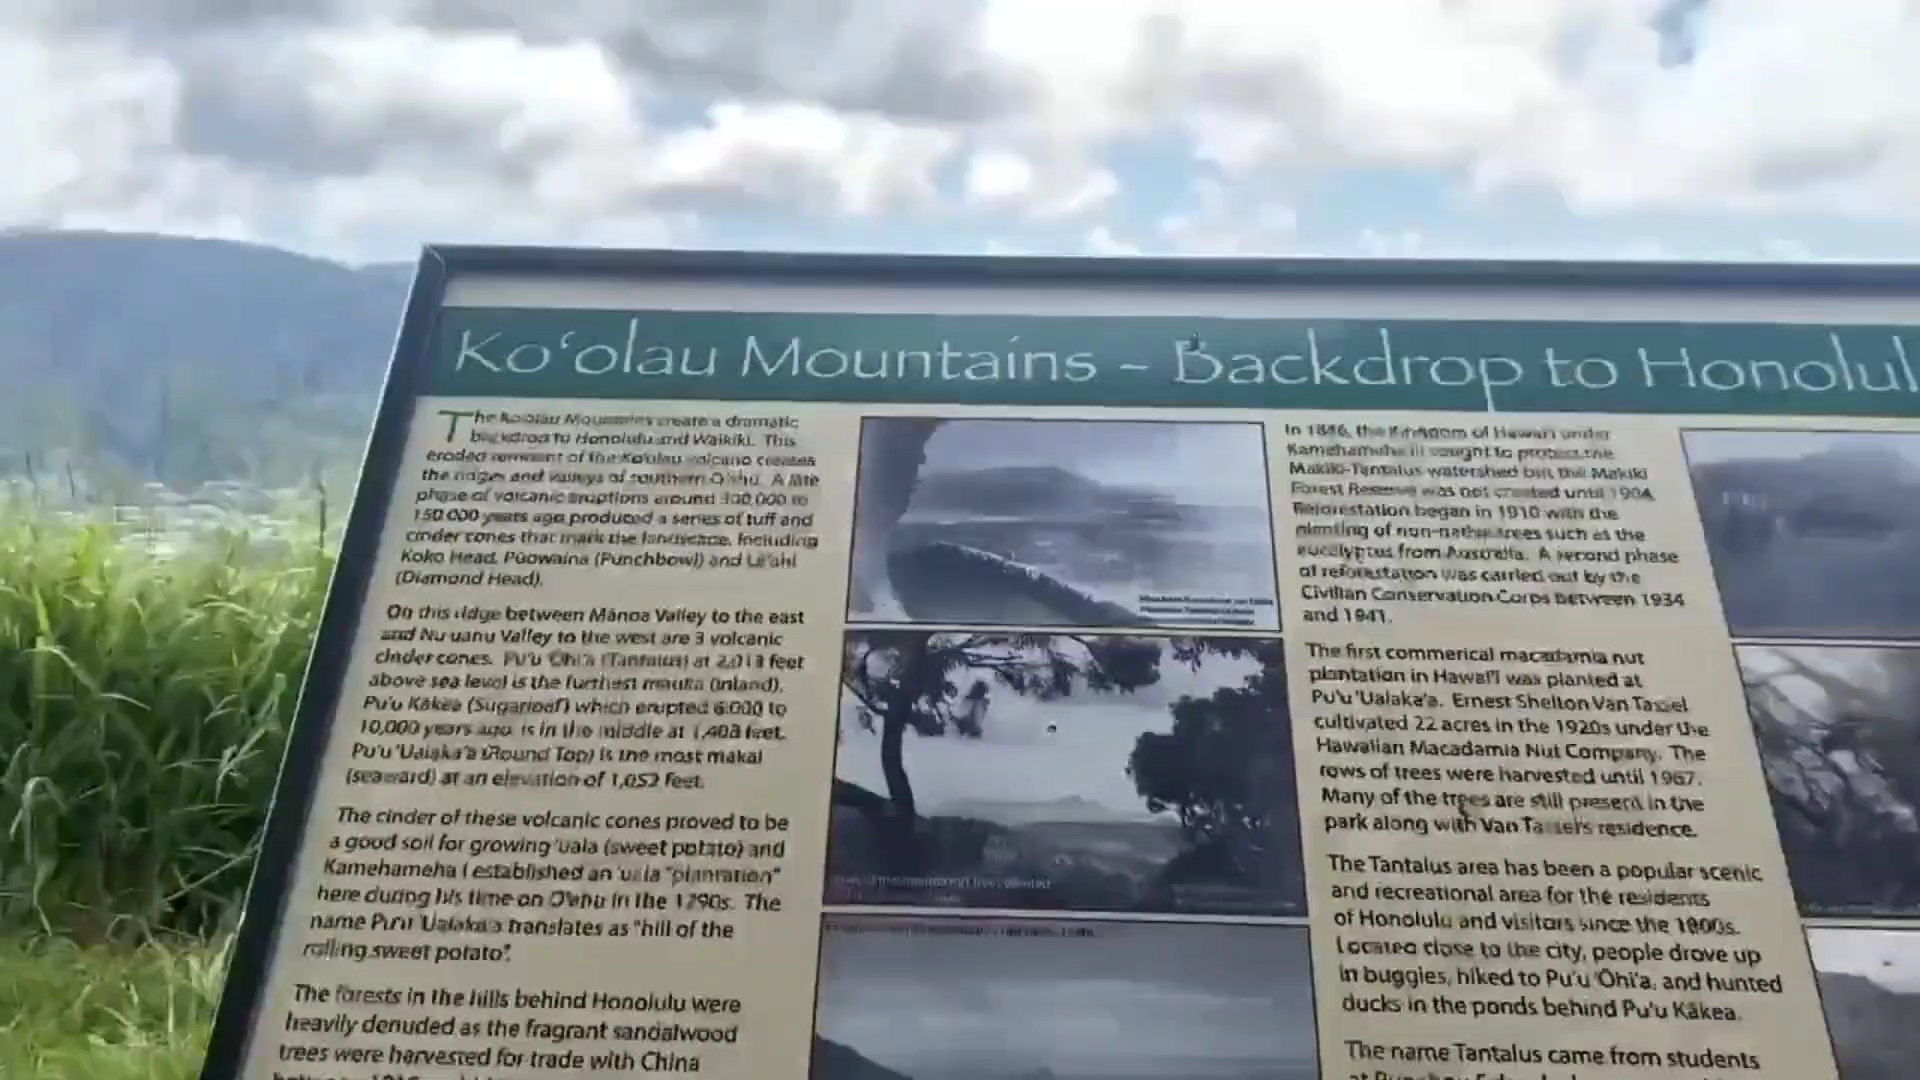 Ko‘olau Mountains - Backdrop to Honolul
The Ko'olau Mountains create a dramatic
backdrop to Honolulu and Waikiki. This
eroded remnant of the Ko'olau volcano creates
the ridges and valleys of southern O'ahu. A late
phase of volcanic eruptions around 300,000 to
150,000 years ago produced a series of tuff and
cinder cones that mark the landscape, including
Koko Head, Pūowaina (Punchbowl) and Lē'ahi
(Diamond Head).
On this ridge between Mānoa Valley to the east
and Nu'uanu Valley to the west are 3 volcanic
cinder cones. Pu'u 'Ōhi'a (Tantalus) at 2,013 feet
above sea level is the furthest mauka (inland).
Pu'u Kākea (Sugarloaf) which erupted 6,000 to
10,000 years ago, is in the middle at 1,408 feet.
Pu'u 'Ualaka'a (Round Top) is the most makai
(seaward) at an elevation of 1,052 feet.
The cinder of these volcanic cones proved to be
a good soil for growing 'uala (sweet potato) and
Kamehameha I established an 'uala "plantation"
here during his time on O'ahu in the 1790s. The
name Pu'u 'Ualaka'a translates as "hill of the
rolling sweet potato".
The forests in the hills behind Honolulu were
heavily denuded as the fragrant sandalwood
trees were harvested for trade with China
In 1846, the Kingdom of Hawai'i under
Kamehameha III sought to protect the
Makiki-Tantalus watershed but the Makiki
Forest Reserve was not created until 1904.
Reforestation began in 1910 with the
planting of non-native trees such as the
eucalyptus from Australia. A second phase
of reforestation was carried out by the
Civilian Conservation Corps between 1934
and 1941.
The first commerical macadamia nut
plantation in Hawai'i was planted at
Pu'u 'Ualaka'a. Ernest Shelton Van Tassel
cultivated 22 acres in the 1920s under the
Hawaiian Macadamia Nut Company. The
rows of trees were harvested until 1967.
Many of the trees are still present in the
park along with Van Tassel's residence.
The Tantalus area has been a popular scenic
and recreational area for the residents
of Honolulu and visitors since the 1800s.
Located close to the city, people drove up
in buggies, hiked to Pu'u 'Ōhi'a, and hunted
ducks in the ponds behind Pu'u Kākea.
The name Tantalus came from students